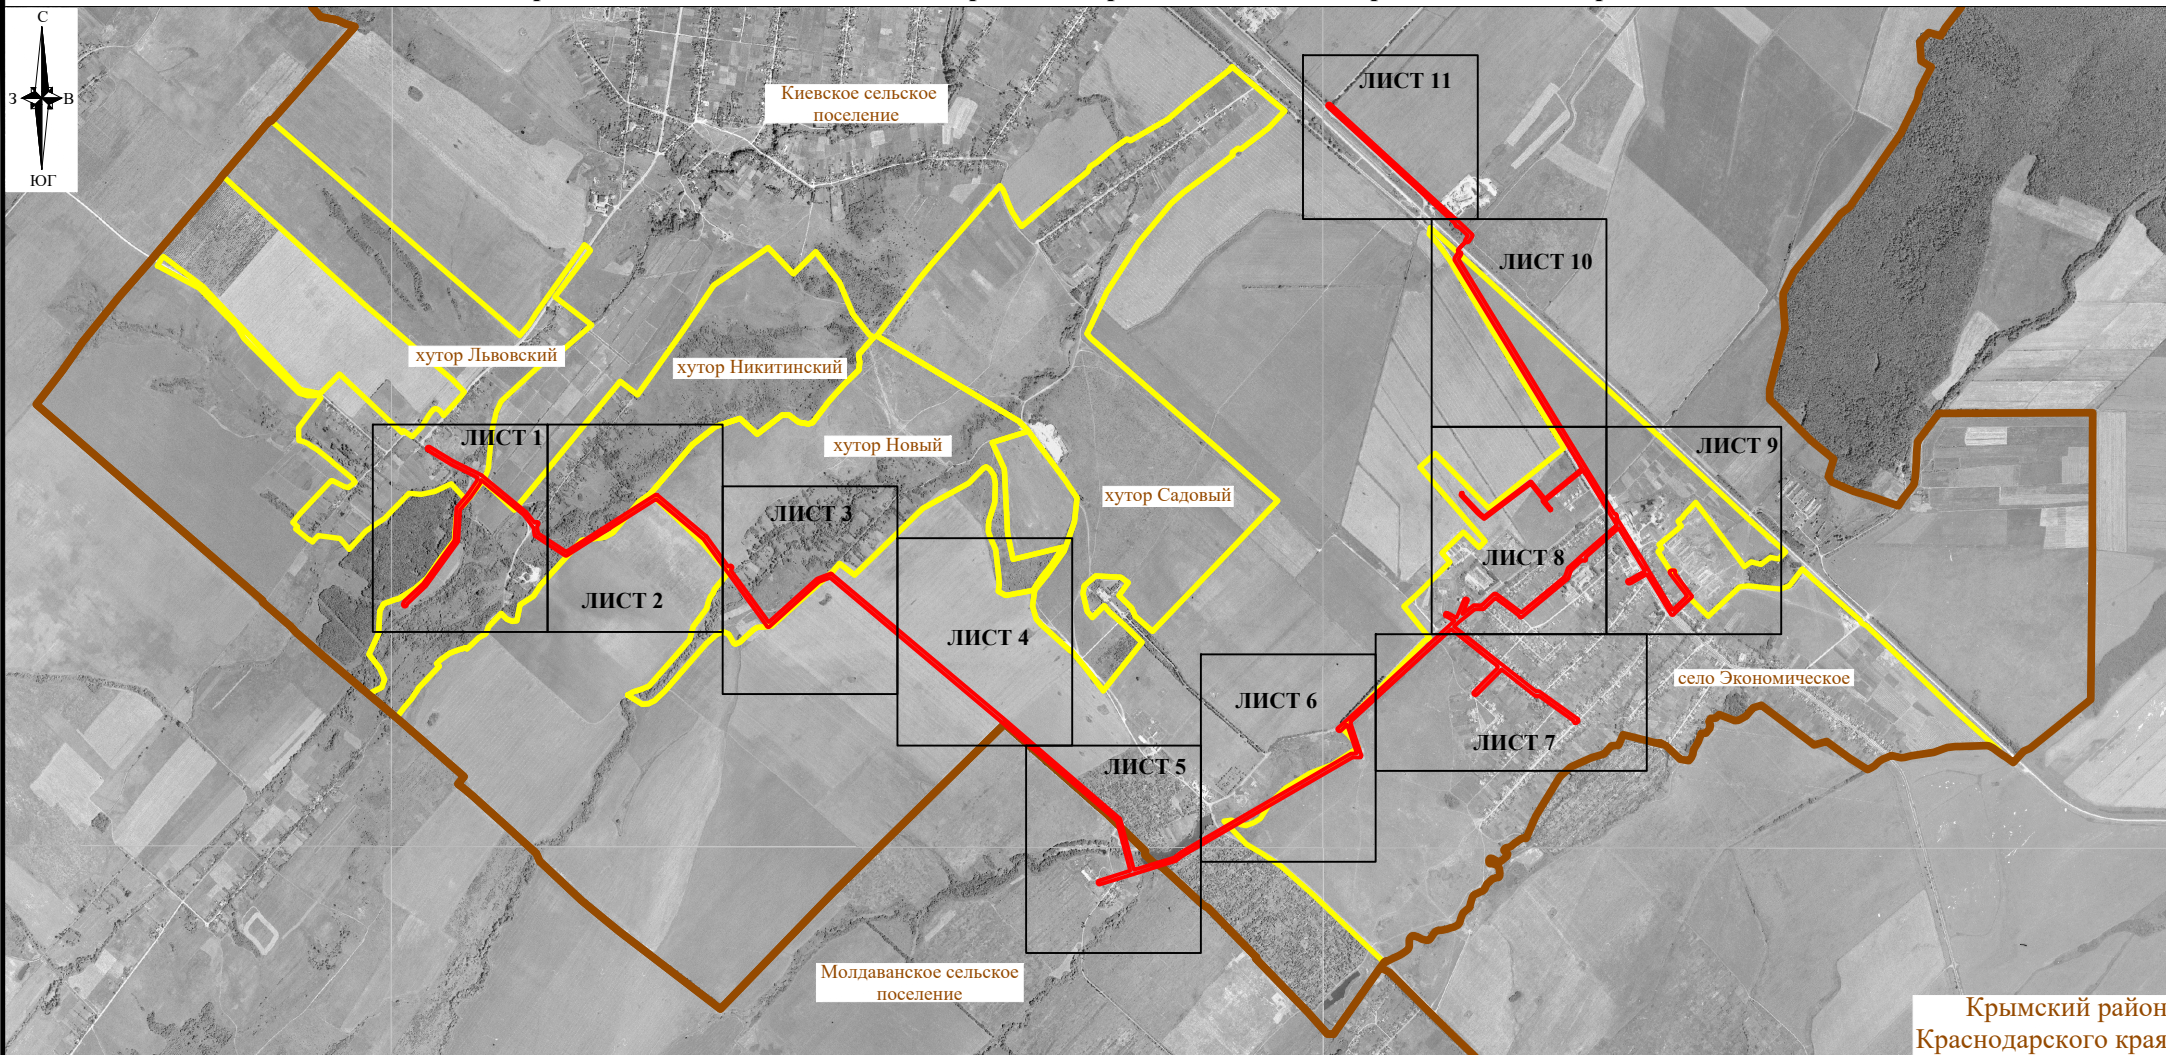 С
З
В
ЮГ
Киевское сельское
поселение
ЛИСТ 11
ЛИСТ 10
хутор Львовский
хутор Никитинский
хутор Новый
ЛИСТ 1
ЛИСТ 9
хутор Садовый
ЛИСТ 3
ЛИСТ 8
ЛИСТ 2
ЛИСТ 4
село Экономическое
ЛИСТ 6
ЛИСТ 7
ЛИСТ 5
Молдаванское сельское
поселение
Крымский район
Краснодарского края